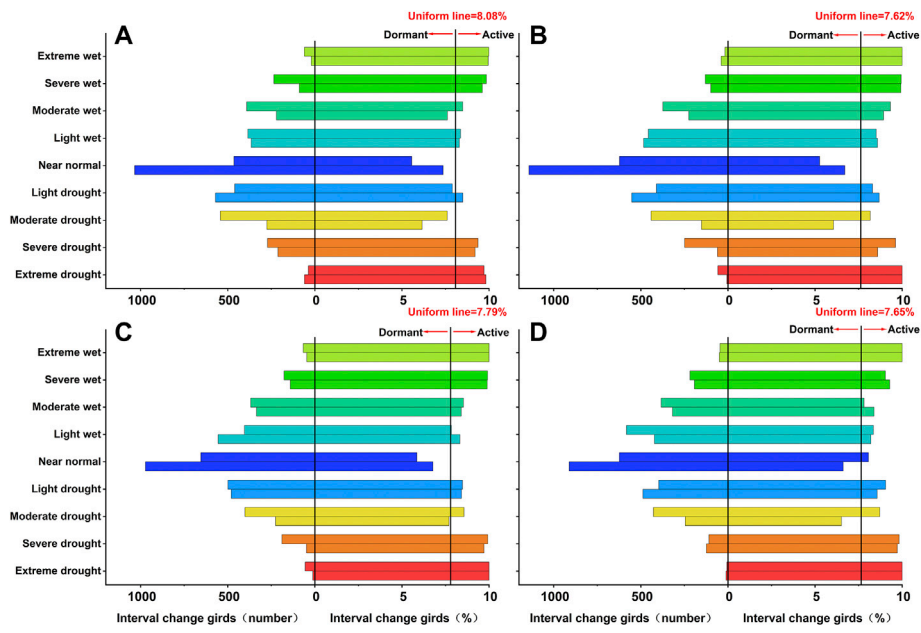 Uniform line=8.08%
Uniform line=7.62%
A
Dormant
Active
B
Dormant
Active
Extreme wet
Severe wet
Moderate wet
Light wet
Near normal
Light drought
Moderate drought
Severe drought
Extreme drought
1000
500
0
5
10
1000
500
0
5
10
Uniform line=7.79%
Uniform line=7.65%
C
Dormant
Active
D
Dormant
Active
Extreme wet
Severe wet
Moderate wet
Light wet
Near normal
Light drought
Moderate drought
Severe drought
Extreme drought
1000
500
0
5
10
1000
500
0
5
10
Interval change girds（number）
Interval change girds（%）
Interval change girds（number）
Interval change girds（%）